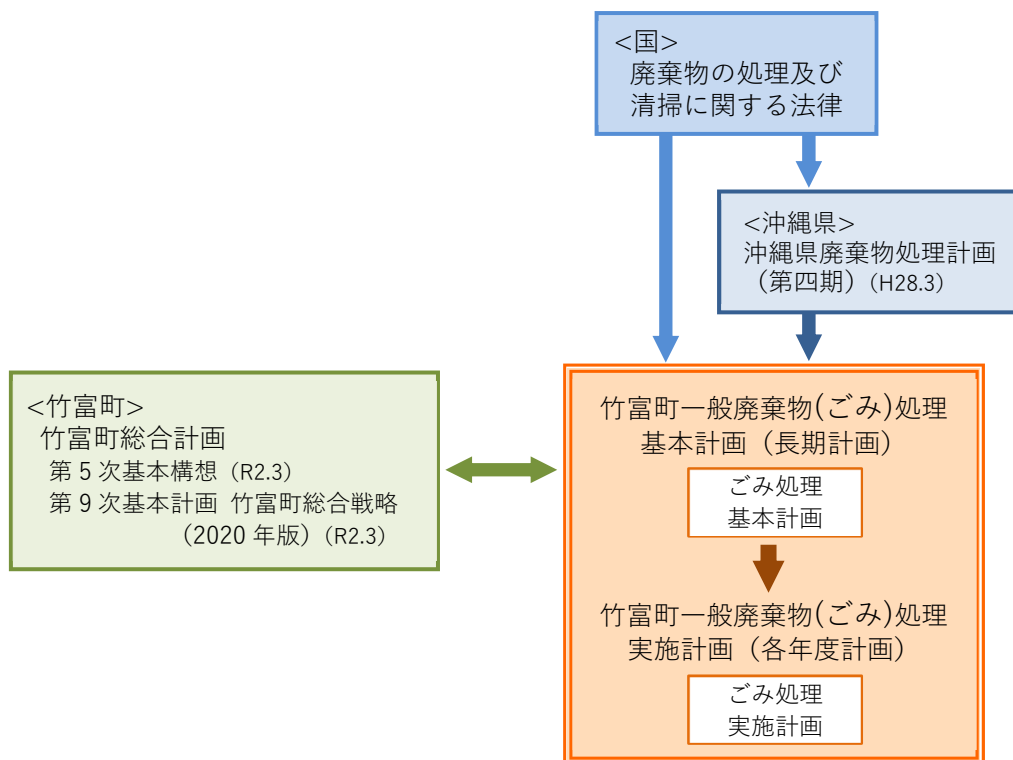 <国>
廃棄物の処理及び
清掃に関する法律
<沖縄県>
沖縄県廃棄物処理計画
（第四期）（H28.3）
<竹富町>
竹富町総合計画
第5次基本構想（R2.3）
第9次基本計画 竹富町総合戦略
（2020年版）（R2.3）
竹富町一般廃棄物(ごみ)処理
基本計画（長期計画）
ごみ処理
基本計画
竹富町一般廃棄物(ごみ)処理
実施計画（各年度計画）
ごみ処理
実施計画